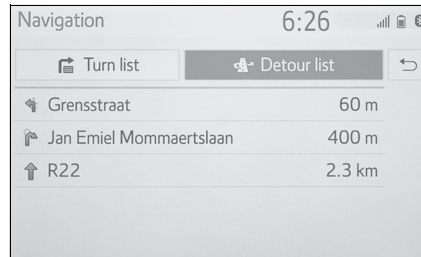 Navigation 6:26
Turn list Detour list
Grensstraat 60 m
Jan Emiel Mommaertslaan 400 m
R22 2.3 km